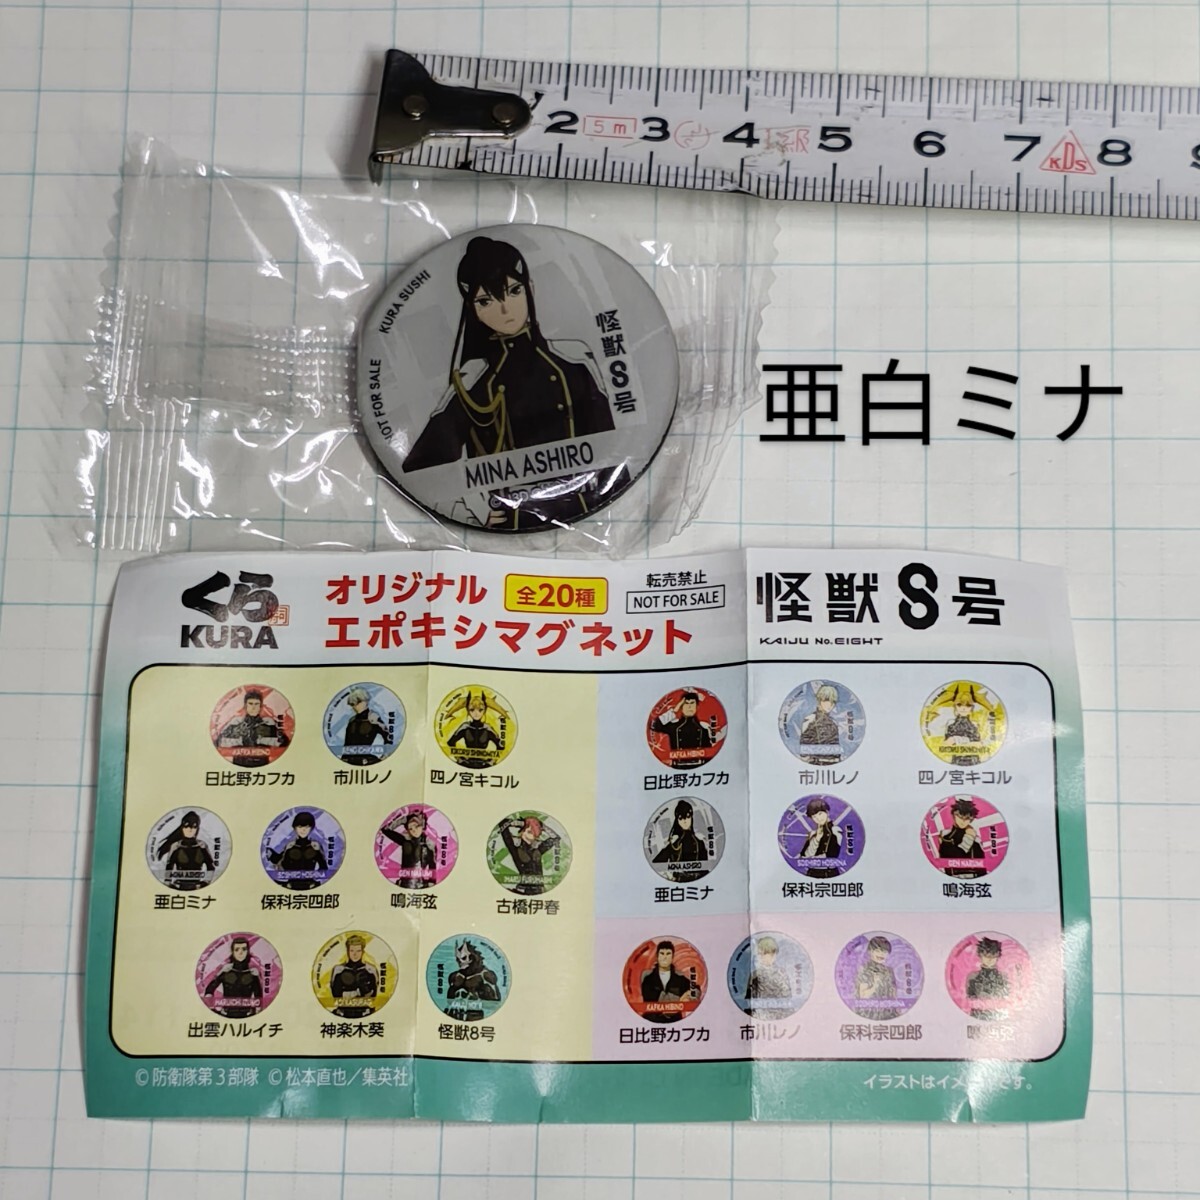 2 5m 3 4 5 6 7 KDS 8 9
KURA SUSHI
NOT FOR SALE
怪獣8号
MINA ASHIRO
亜白ミナ
くら
KURA
オリジナル 全20種
エポキシマグネット
転売禁止
NOT FOR SALE
怪獣8号
KAIJU No.EIGHT
日比野カフカ 市川レノ 四ノ宮キコル
亜白ミナ 保科宗四郎 鳴海弦 古橋伊春
出雲ハルイチ 神楽木葵 怪獣8号
日比野カフカ 市川レノ 四ノ宮キコル
亜白ミナ 保科宗四郎 鳴海弦
日比野カフカ 市川レノ 保科宗四郎 鳴海弦
©防衛隊第3部隊 ©松本直也/集英社
イラストはイメージです。